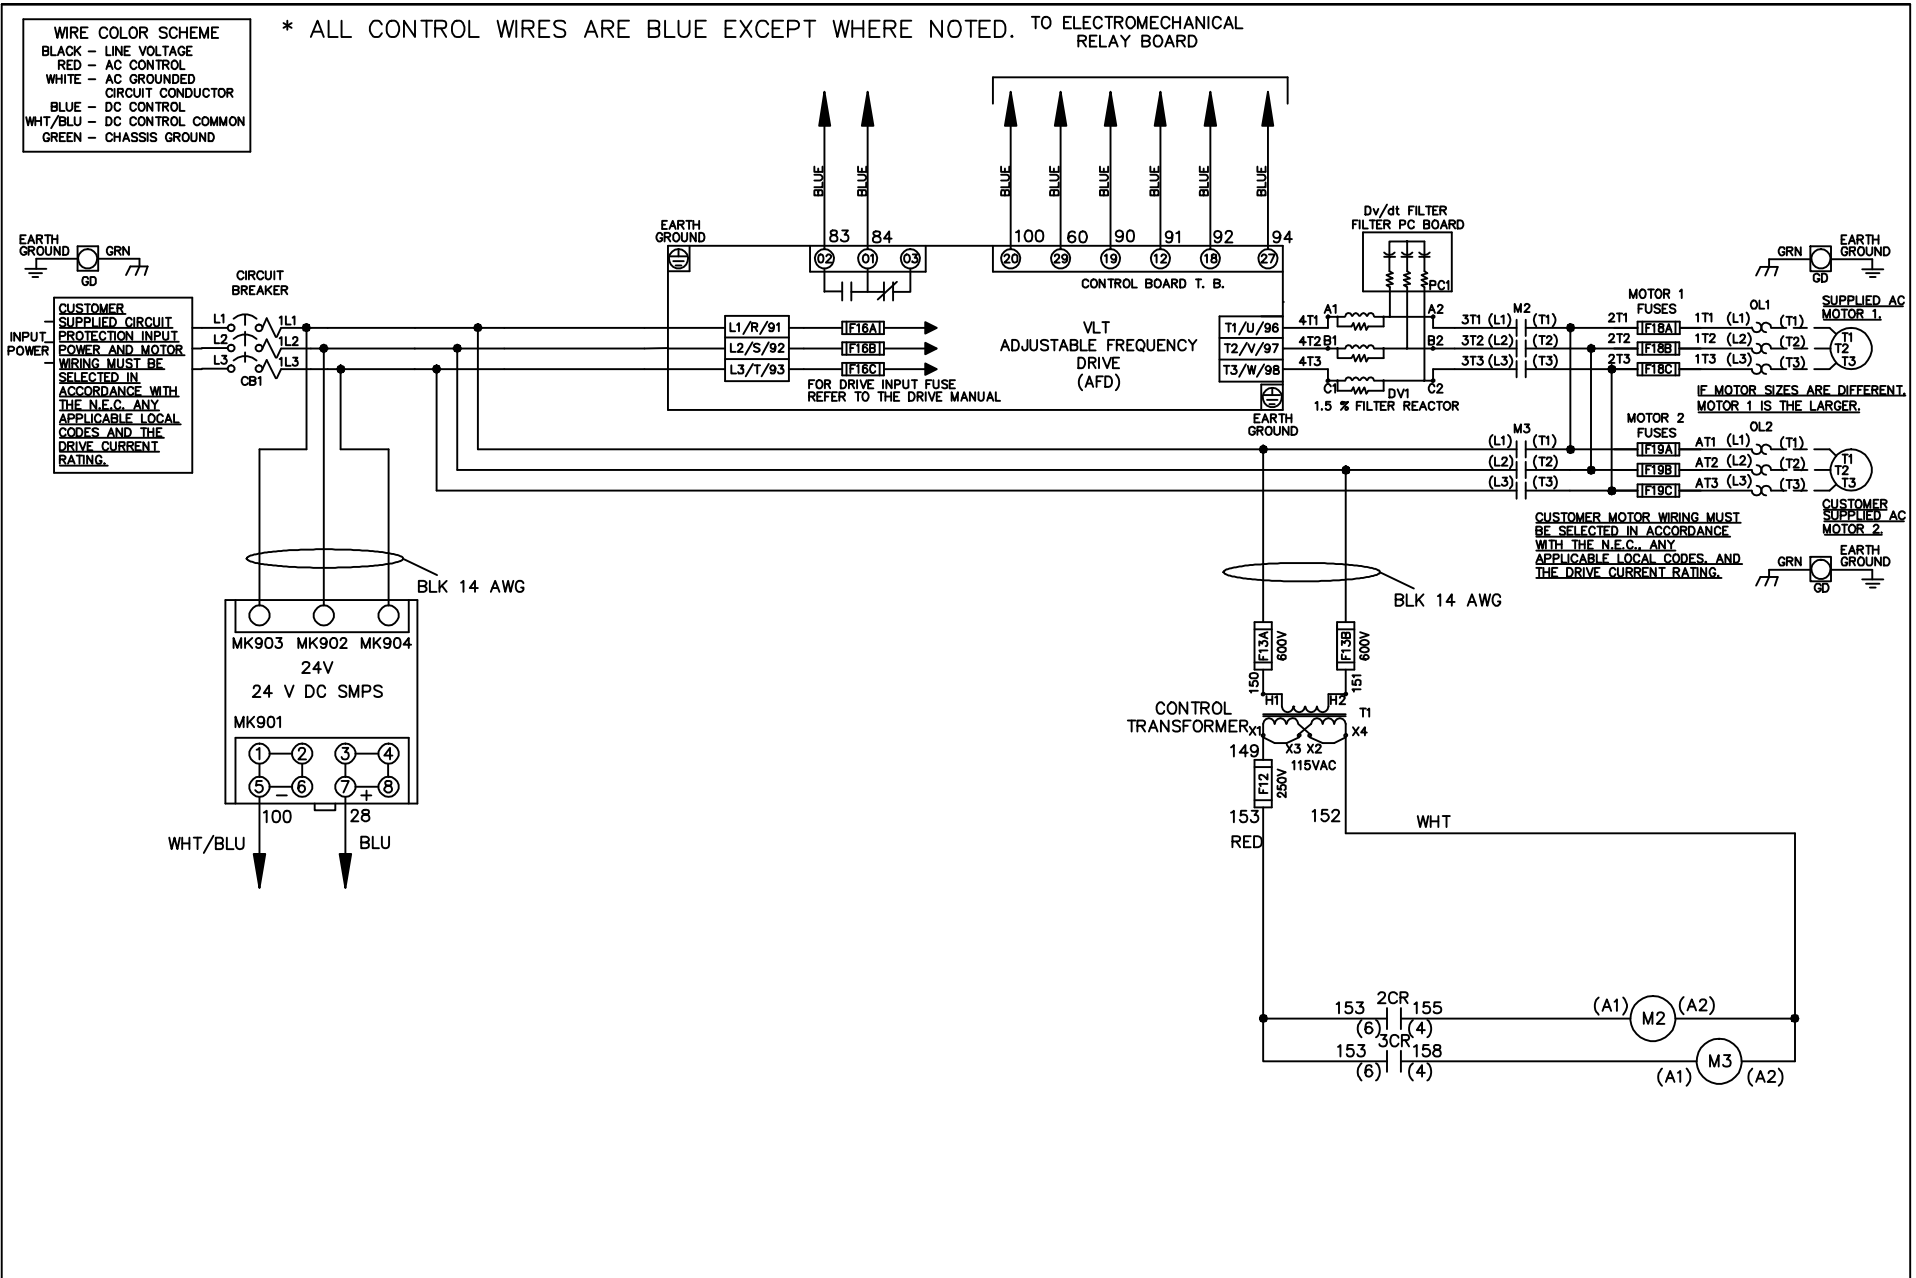 WIRE COLOR SCHEME
BLACK – LINE VOLTAGE
RED – AC CONTROL
WHITE – AC GROUNDED
CIRCUIT CONDUCTOR
BLUE – DC CONTROL
WHT/BLU – DC CONTROL COMMON
GREEN – CHASSIS GROUND
* ALL CONTROL WIRES ARE BLUE EXCEPT WHERE NOTED.
TO ELECTROMECHANICAL
RELAY BOARD
BLUE
BLUE
BLUE
BLUE
BLUE
BLUE
BLUE
BLUE
EARTH
GROUND
GRN
GD
INPUT
POWER
CUSTOMER
SUPPLIED CIRCUIT
PROTECTION INPUT
POWER AND MOTOR
WIRING MUST BE
SELECTED IN
ACCORDANCE WITH
THE N.E.C. ANY
APPLICABLE LOCAL
CODES AND THE
DRIVE CURRENT
RATING.
CIRCUIT
BREAKER
L1
1L1
L2
1L2
L3
1L3
CB1
EARTH
GROUND
83
84
02
01
03
100
60
90
91
92
94
20
29
19
12
18
27
CONTROL BOARD T. B.
L1/R/91
L2/S/92
L3/T/93
F16A
F16B
F16C
FOR DRIVE INPUT FUSE
REFER TO THE DRIVE MANUAL
VLT
ADJUSTABLE FREQUENCY
DRIVE
(AFD)
T1/U/96
T2/V/97
T3/W/98
EARTH
GROUND
Dv/dt FILTER
FILTER PC BOARD
PC1
4T1
A1
A2
4T2
B1
B2
4T3
C1
C2
DV1
1.5 % FILTER REACTOR
M2
3T1 (L1)
(T1)
3T2 (L2)
(T2)
3T3 (L3)
(T3)
MOTOR 1
FUSES
2T1
F18A
1T1 (L1)
2T2
F18B
1T2 (L2)
2T3
F18C
1T3 (L3)
OL1
(T1)
(T2)
(T3)
GRN
GD
EARTH
GROUND
SUPPLIED AC
MOTOR 1.
T1
T2
T3
IF MOTOR SIZES ARE DIFFERENT,
MOTOR 1 IS THE LARGER.
M3
(L1)
(T1)
(L2)
(T2)
(L3)
(T3)
MOTOR 2
FUSES
F19A
AT1 (L1)
F19B
AT2 (L2)
F19C
AT3 (L3)
OL2
(T1)
(T2)
(T3)
T1
T2
T3
CUSTOMER
SUPPLIED AC
MOTOR 2.
CUSTOMER MOTOR WIRING MUST
BE SELECTED IN ACCORDANCE
WITH THE N.E.C., ANY
APPLICABLE LOCAL CODES, AND
THE DRIVE CURRENT RATING.
GRN
GD
EARTH
GROUND
BLK 14 AWG
MK903 MK902 MK904
24V
24 V DC SMPS
MK901
1
2
3
4
5
6
7
8
–
+
100
28
WHT/BLU
BLU
BLK 14 AWG
F13A
600V
F13B
600V
150
151
H1
H2
CONTROL
TRANSFORMER
T1
X1
X3 X2
X4
115VAC
149
F12
250V
153
152
RED
WHT
153
2CR
155
(6)
(4)
(A1)
M2
(A2)
153
3CR
158
(6)
(4)
(A1)
M3
(A2)